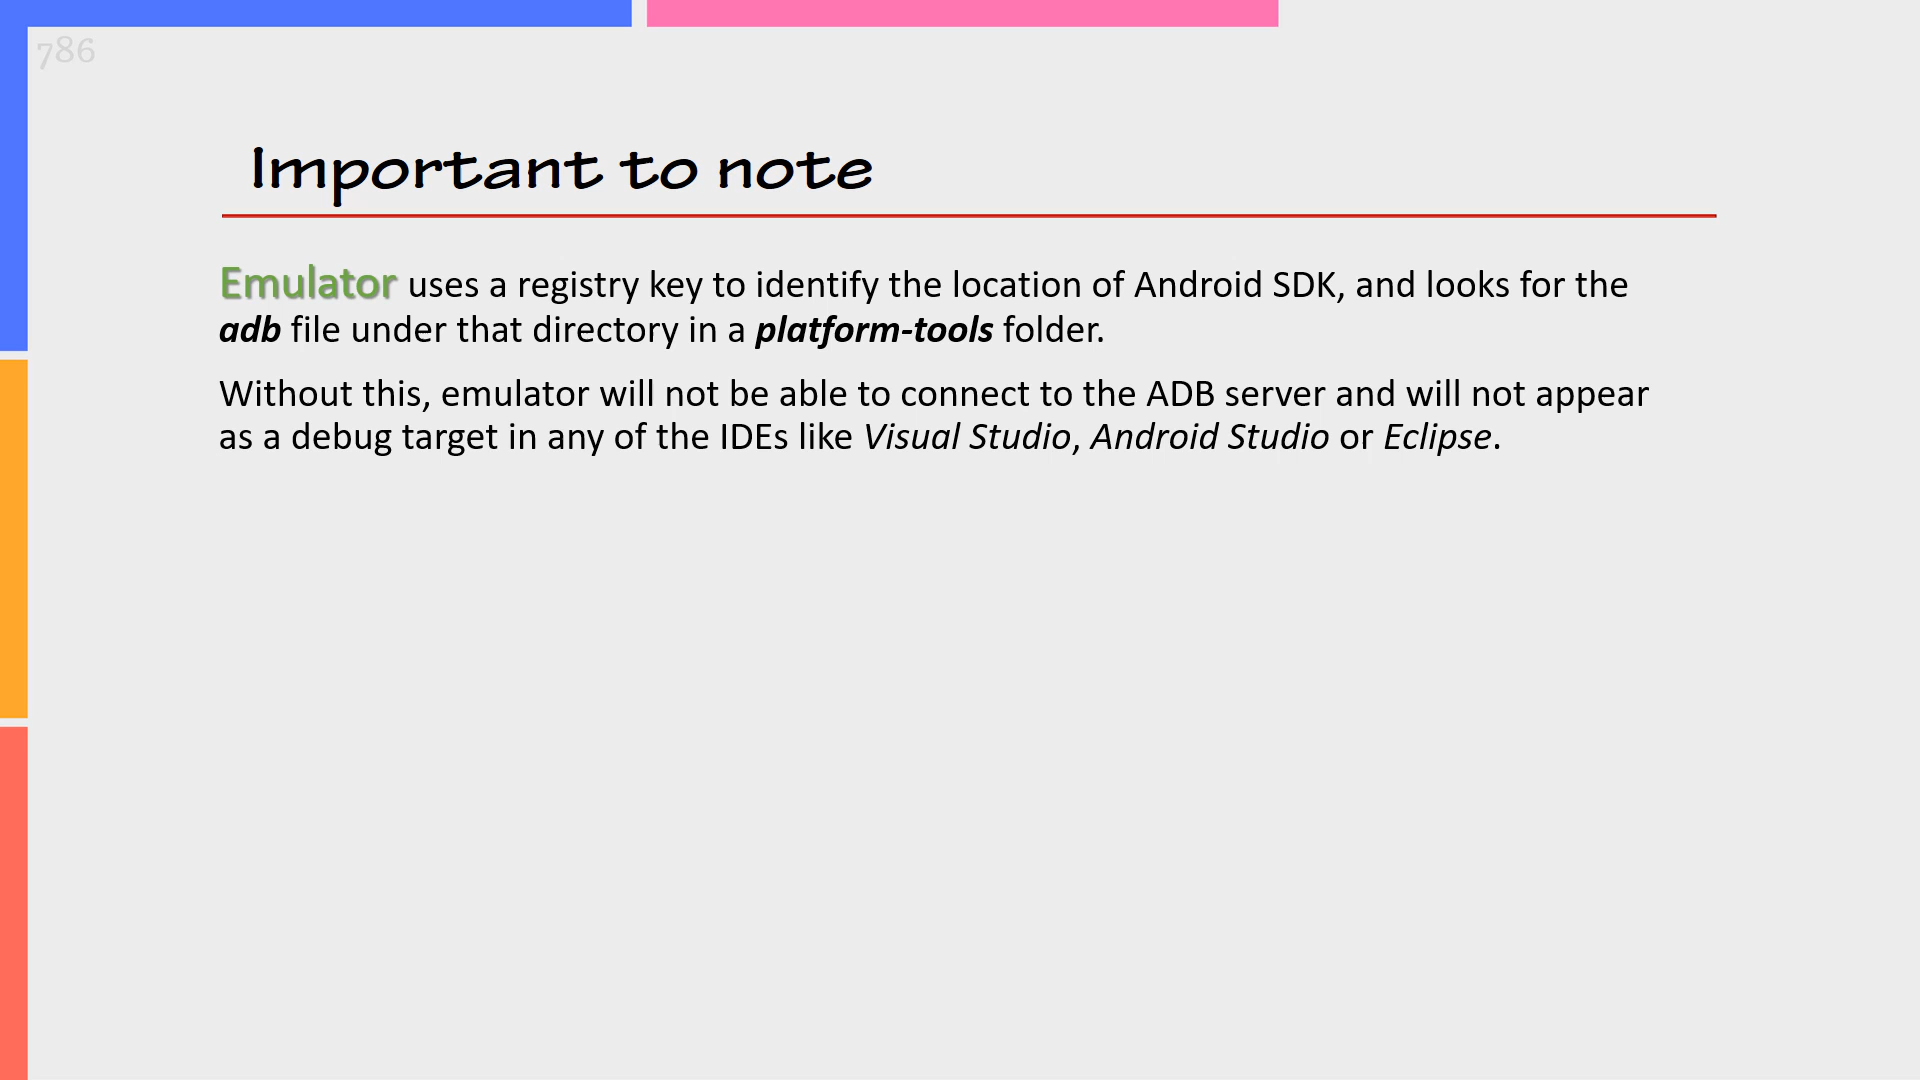 786
Important to note
Emulator uses a registry key to identify the location of Android SDK, and looks for the
adb file under that directory in a platform-tools folder.
Without this, emulator will not be able to connect to the ADB server and will not appear
as a debug target in any of the IDEs like Visual Studio, Android Studio or Eclipse.